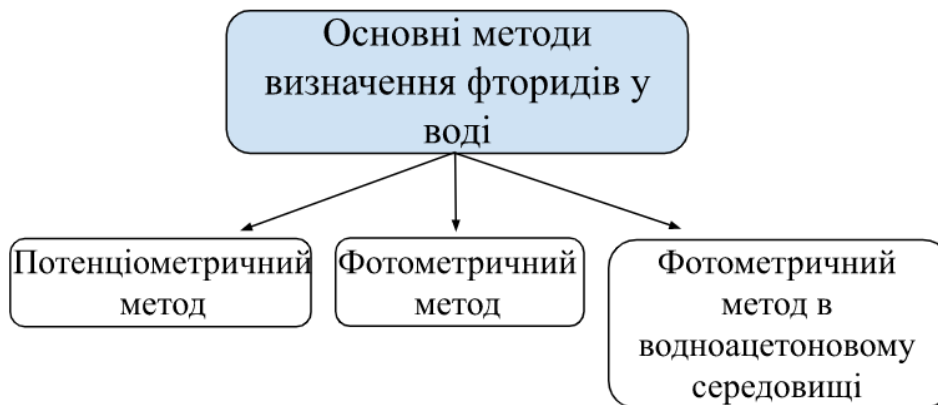 Основні методи
визначення фторидів у
воді
Потенціометричний
метод
Фотометричний
метод
Фотометричний
метод в
водноацетоновому
середовищі